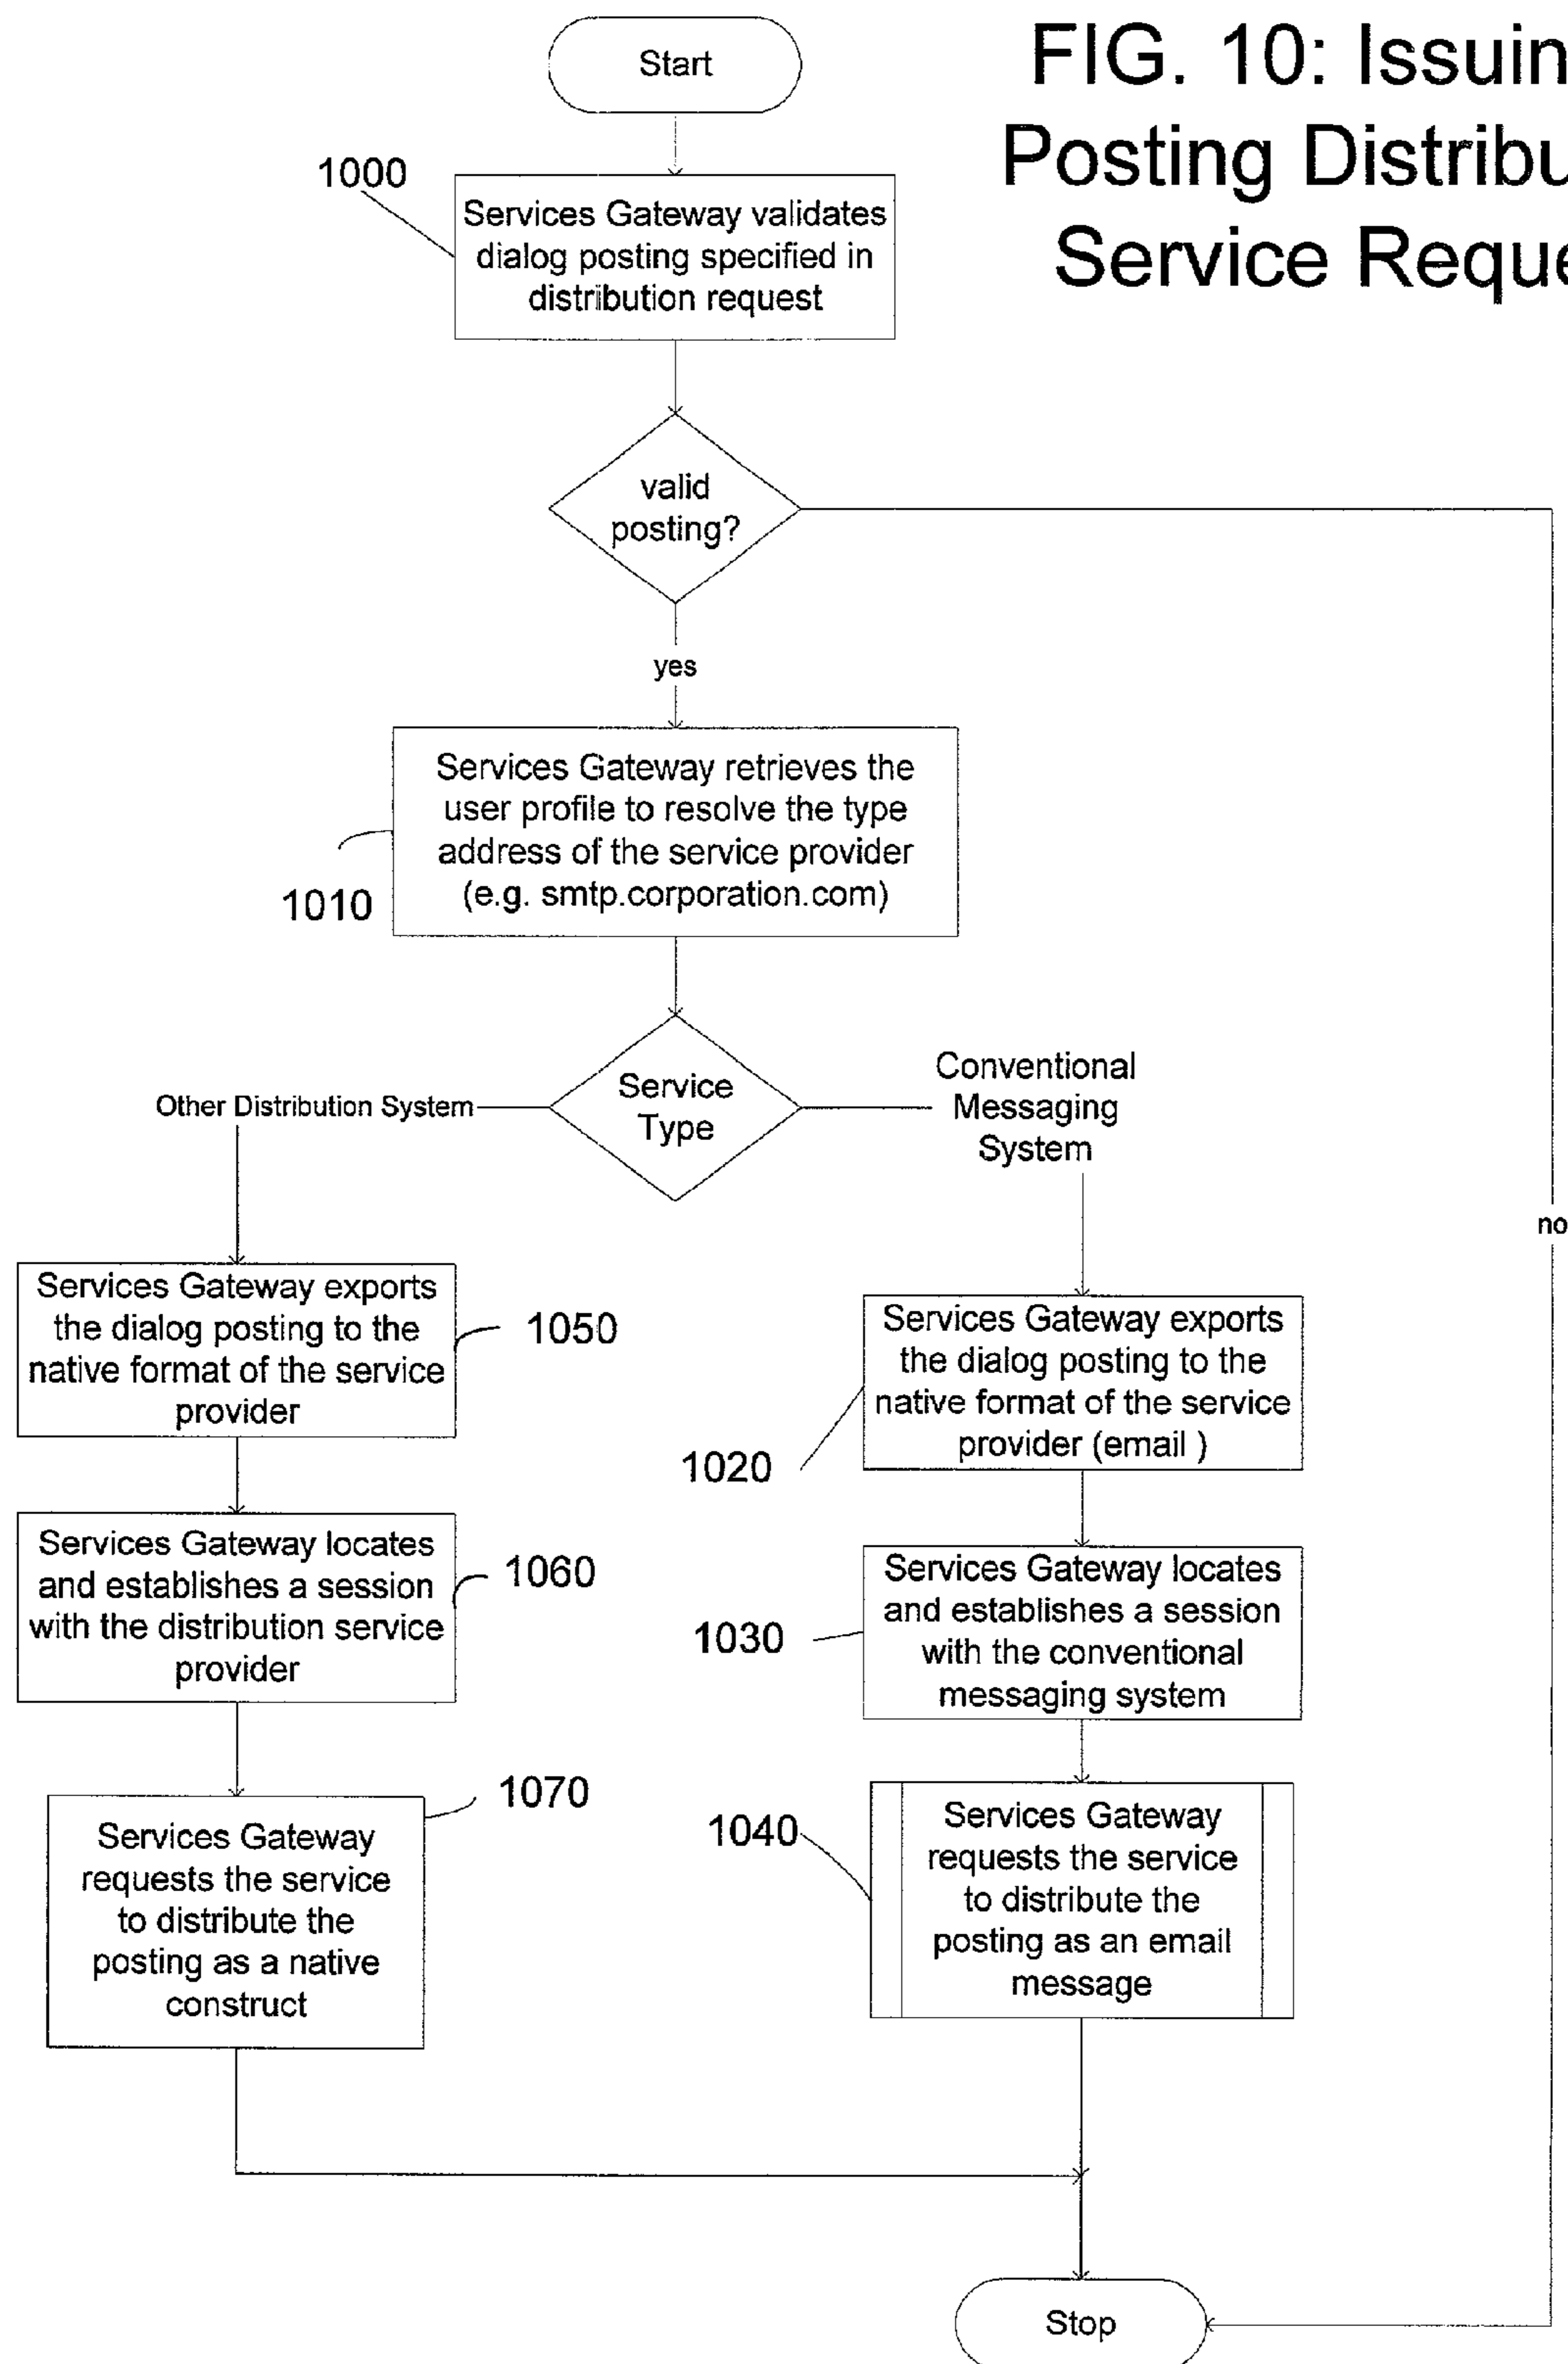 FIG. 10: Issuin
Posting Distribu
Service Reque
Start
1000
Services Gateway validates
dialog posting specified in
distribution request
valid
posting?
yes
Services Gateway retrieves the
user profile to resolve the type
address of the service provider
(e.g. smtp.corporation.com)
1010
Service
Type
Other Distribution System
Conventional
Messaging
System
no
Services Gateway exports
the dialog posting to the
native format of the service
provider
1050
Services Gateway exports
the dialog posting to the
native format of the service
provider (email )
1020
Services Gateway locates
and establishes a session
with the distribution service
provider
1060
Services Gateway locates
and establishes a session
with the conventional
messaging system
1030
Services Gateway
requests the service
to distribute the
posting as a native
construct
1070
Services Gateway
requests the service
to distribute the
posting as an email
message
1040
Stop